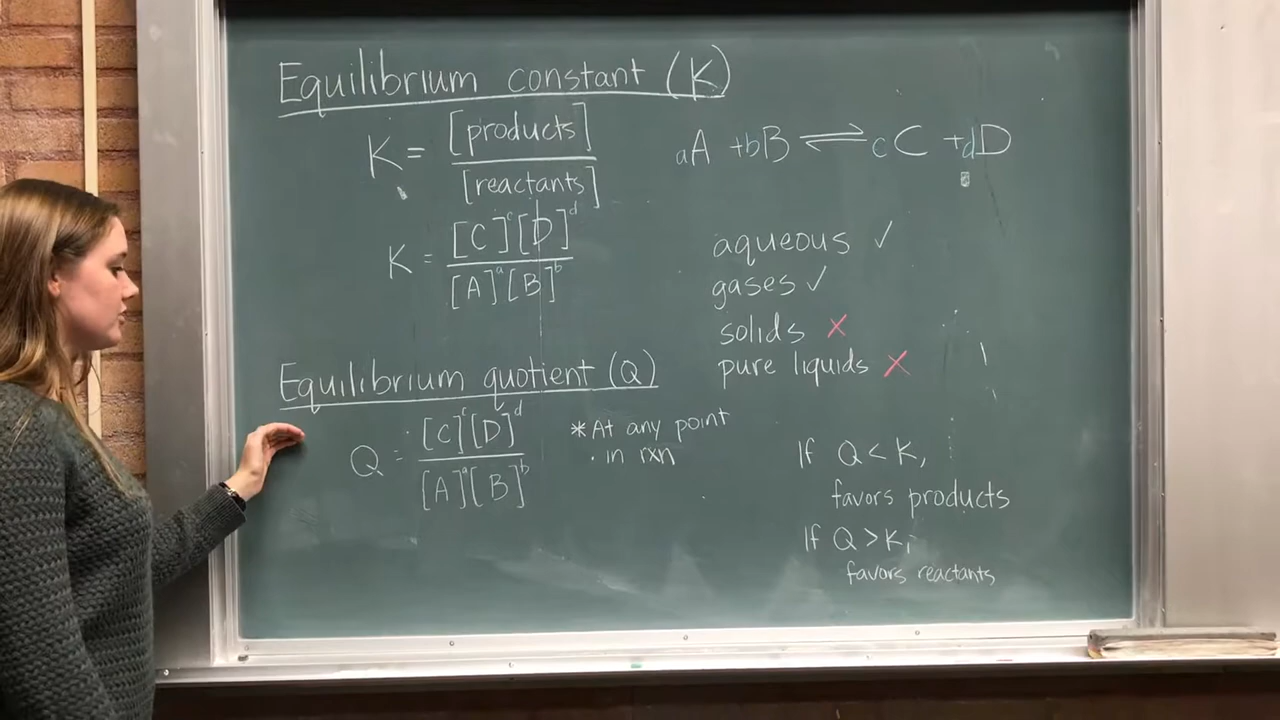 Equilibrium constant (K)
K = [products] / [reactants]
aA + bB ⇌ cC + dD
K = [C]^c [D]^d / [A]^a [B]^b
aqueous ✓
gases ✓
solids ✗
pure liquids ✗
Equilibrium quotient (Q)
Q = [C]^c [D]^d / [A]^a [B]^b
*At any point
in rxn
If Q < K,
favors products
If Q > K,
favors reactants